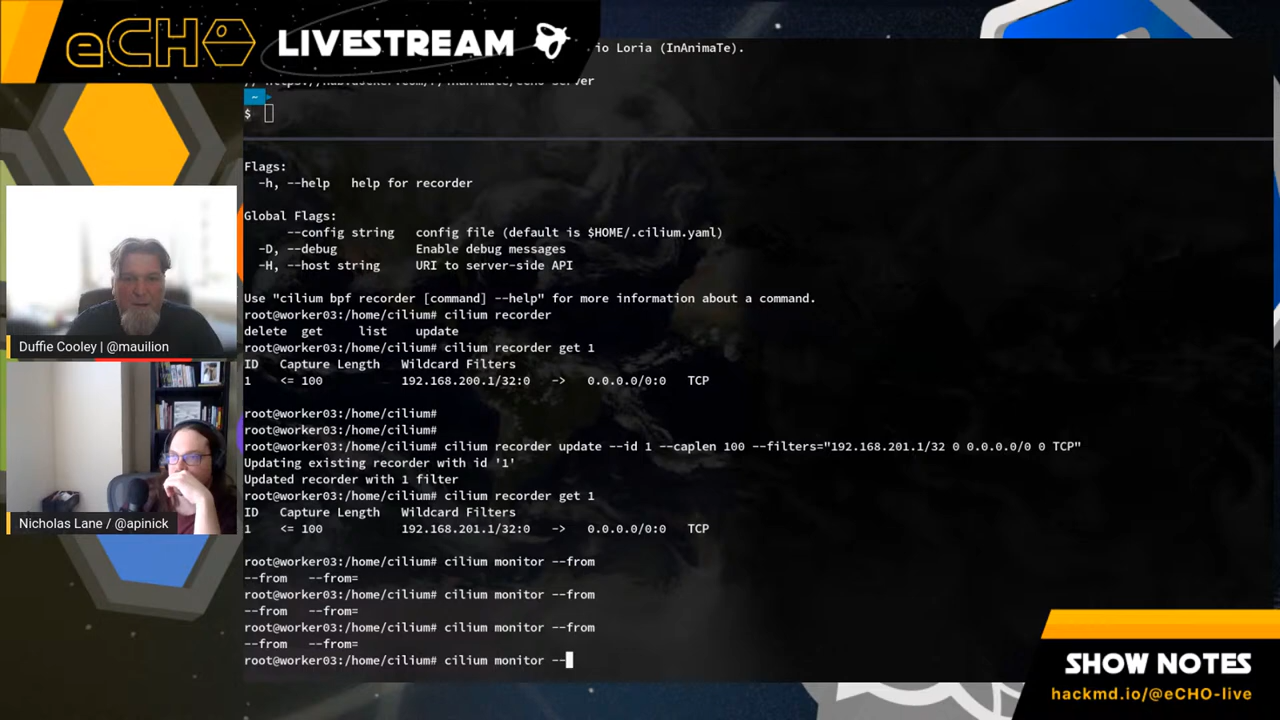 eCHO LIVESTREAM
io Loria (InAnimaTe).
~
$
Flags:
-h, --help help for recorder
Global Flags:
--config string config file (default is $HOME/.cilium.yaml)
-D, --debug Enable debug messages
-H, --host string URI to server-side API
Use "cilium bpf recorder [command] --help" for more information about a command.
root@worker03:/home/cilium# cilium recorder
delete get list update
root@worker03:/home/cilium# cilium recorder get 1
ID Capture Length Wildcard Filters
1 <= 100 192.168.200.1/32:0 -> 0.0.0.0/0:0 TCP
root@worker03:/home/cilium#
root@worker03:/home/cilium#
root@worker03:/home/cilium# cilium recorder update --id 1 --caplen 100 --filters="192.168.201.1/32 0 0.0.0.0/0 0 TCP"
Updating existing recorder with id '1'
Updated recorder with 1 filter
root@worker03:/home/cilium# cilium recorder get 1
ID Capture Length Wildcard Filters
1 <= 100 192.168.201.1/32:0 -> 0.0.0.0/0:0 TCP
root@worker03:/home/cilium# cilium monitor --from
--from --from=
root@worker03:/home/cilium# cilium monitor --from
--from --from=
root@worker03:/home/cilium# cilium monitor --from
--from --from=
root@worker03:/home/cilium# cilium monitor --
Duffie Cooley | @mauilion
Nicholas Lane / @apinick
SHOW NOTES
hackmd.io/@eCHO-live